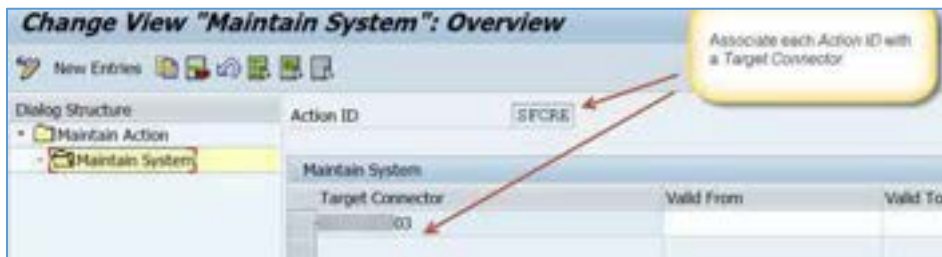 Change View "Maintain System": Overview
Associate each Action ID with
a Target Connector
New Entries
Dialog Structure
Action ID
SFCRE
Maintain Action
Maintain System
Maintain System
Target Connector
Valid From
Valid To
03